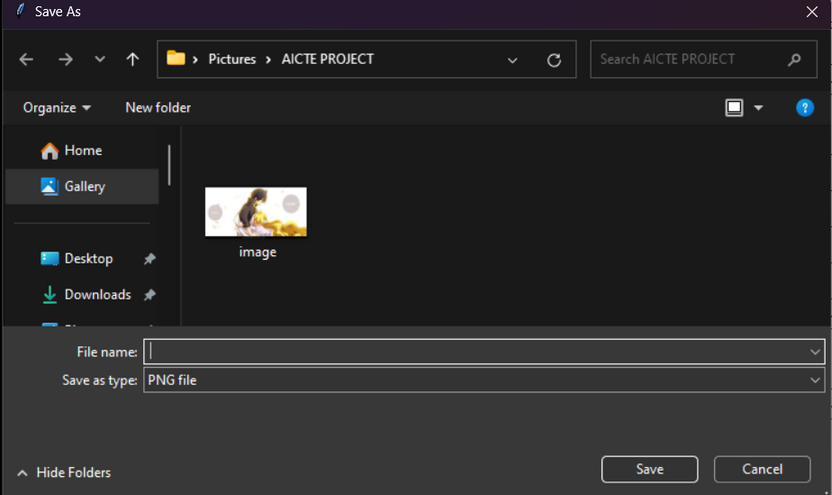 Save As
Pictures > AICTE PROJECT
Search AICTE PROJECT
Organize
New folder
Home
Gallery
Desktop
Downloads
image
File name:
Save as type: PNG file
Hide Folders
Save
Cancel